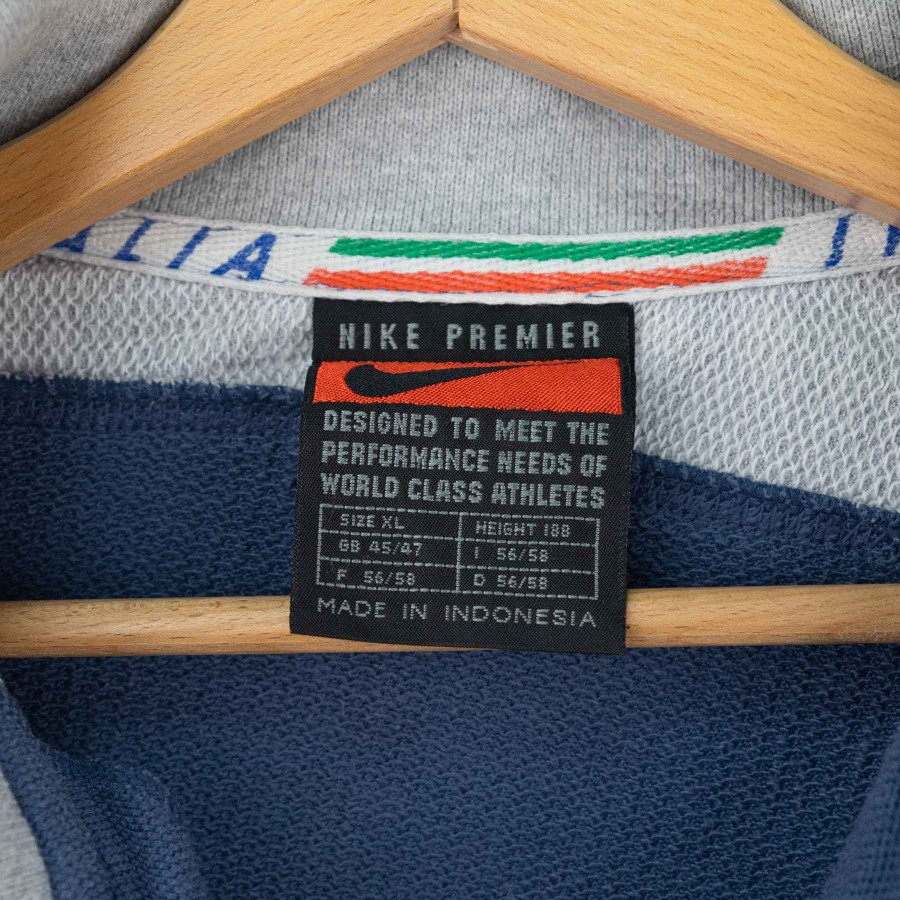 ALIA
NIKE PREMIER
DESIGNED TO MEET THE
PERFORMANCE NEEDS OF
WORLD CLASS ATHLETES
SIZE XL HEIGHT 188
GB 45/47 I 56/58
F 56/58 D 56/58
MADE IN INDONESIA